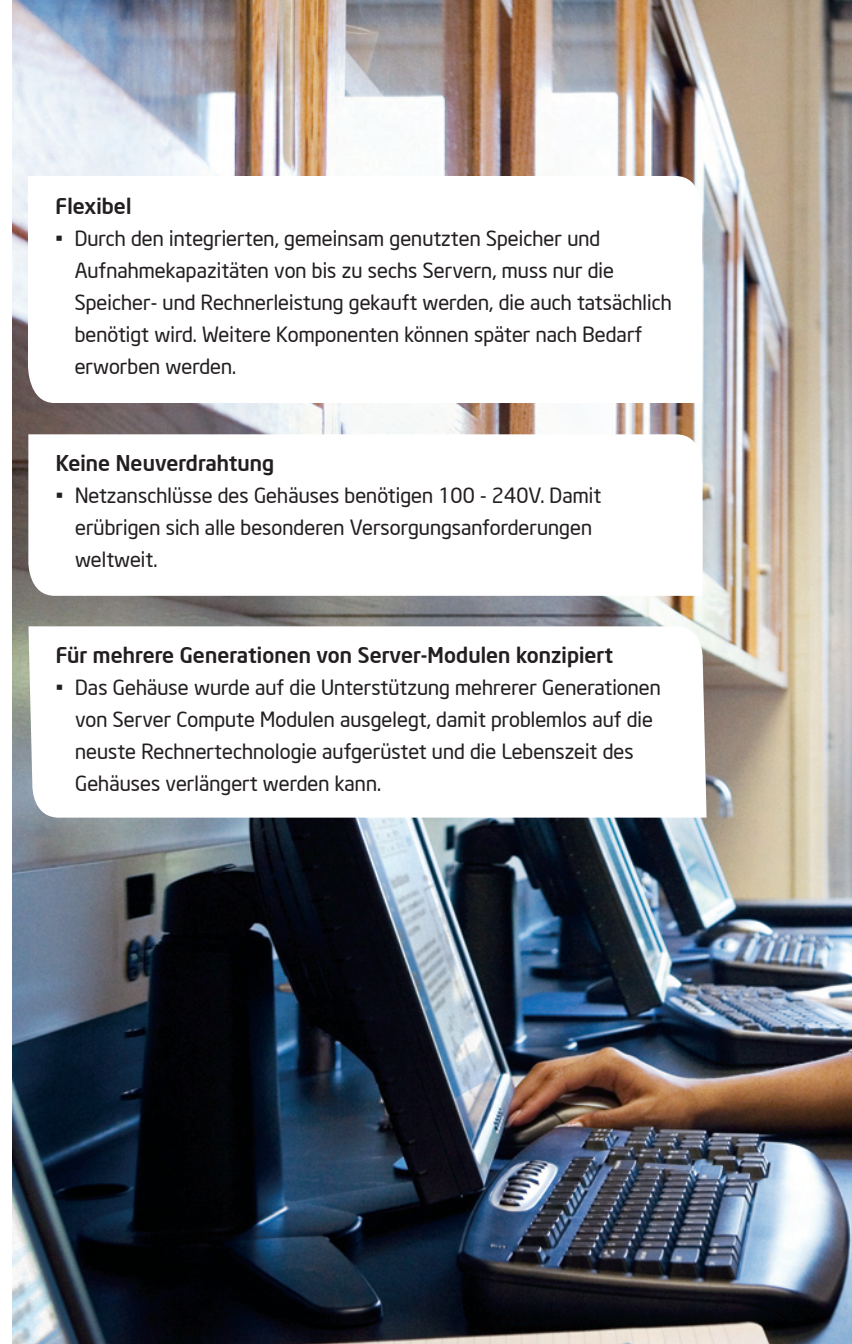 Flexibel
▪ Durch den integrierten, gemeinsam genutzten Speicher und
Aufnahmekapazitäten von bis zu sechs Servern, muss nur die
Speicher- und Rechnerleistung gekauft werden, die auch tatsächlich
benötigt wird. Weitere Komponenten können später nach Bedarf
erworben werden.
Keine Neuverdrahtung
▪ Netzanschlüsse des Gehäuses benötigen 100 - 240V. Damit
erübrigen sich alle besonderen Versorgungsanforderungen
weltweit.
Für mehrere Generationen von Server-Modulen konzipiert
▪ Das Gehäuse wurde auf die Unterstützung mehrerer Generationen
von Server Compute Modulen ausgelegt, damit problemlos auf die
neuste Rechnertechnologie aufgerüstet und die Lebenszeit des
Gehäuses verlängert werden kann.